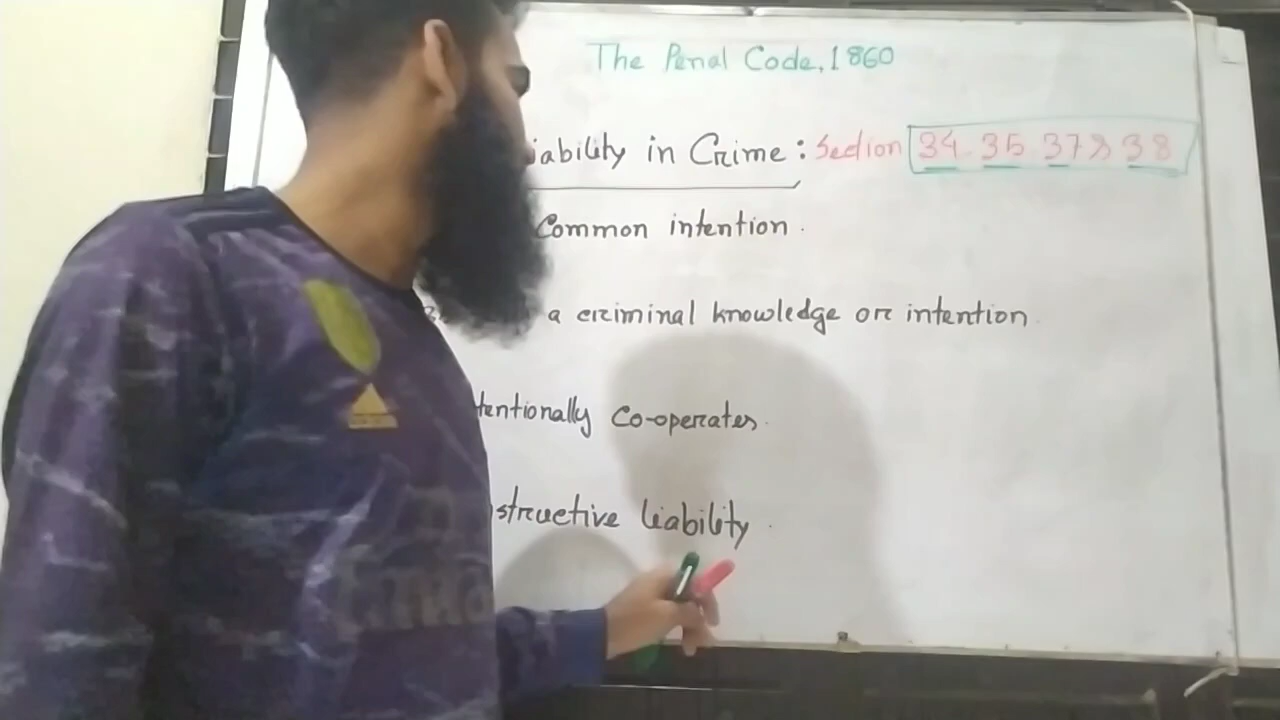 The Penal Code, 1860
iability in Crime : Section 34, 35, 37 & 38
Common intention.
a criminal knowledge or intention
tentionally co-operates.
structive liability.